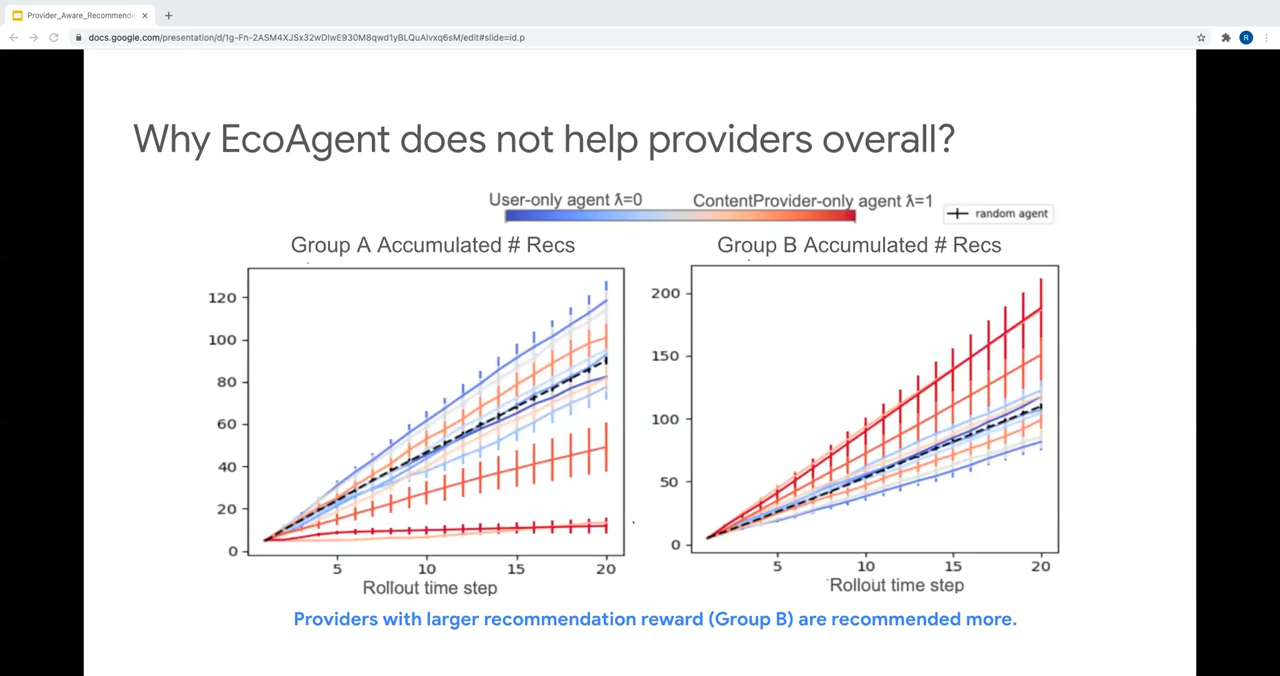 Provider_Aware_Recommende
docs.google.com/presentation/d/1g-Fn-2ASM4XJSx32wDlwE930M8qwd1yBLQuAlvxq6sM/edit#slide=id.p
R
Why EcoAgent does not help providers overall?
User-only agent ƛ=0
ContentProvider-only agent ƛ=1
random agent
Group A Accumulated # Recs
Group B Accumulated # Recs
120
100
80
60
40
20
0
5
10
15
20
Rollout time step
200
150
100
50
0
5
10
15
20
Rollout time step
Providers with larger recommendation reward (Group B) are recommended more.